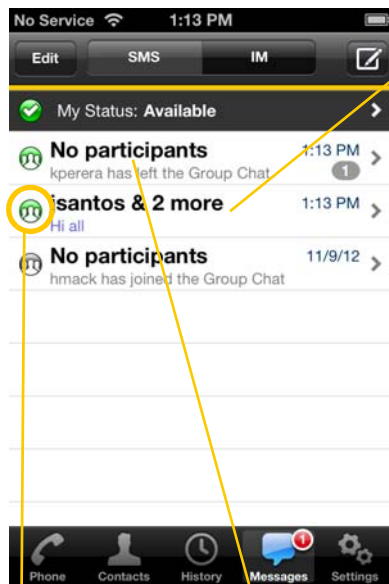 No Service 1:13 PM
Edit SMS IM
My Status: Available
No participants 1:13 PM
kperera has left the Group Chat 1
isantos & 2 more 1:13 PM
Hi all
No participants 11/9/12
hmack has joined the Group Chat
1
Phone Contacts History Messages Settings